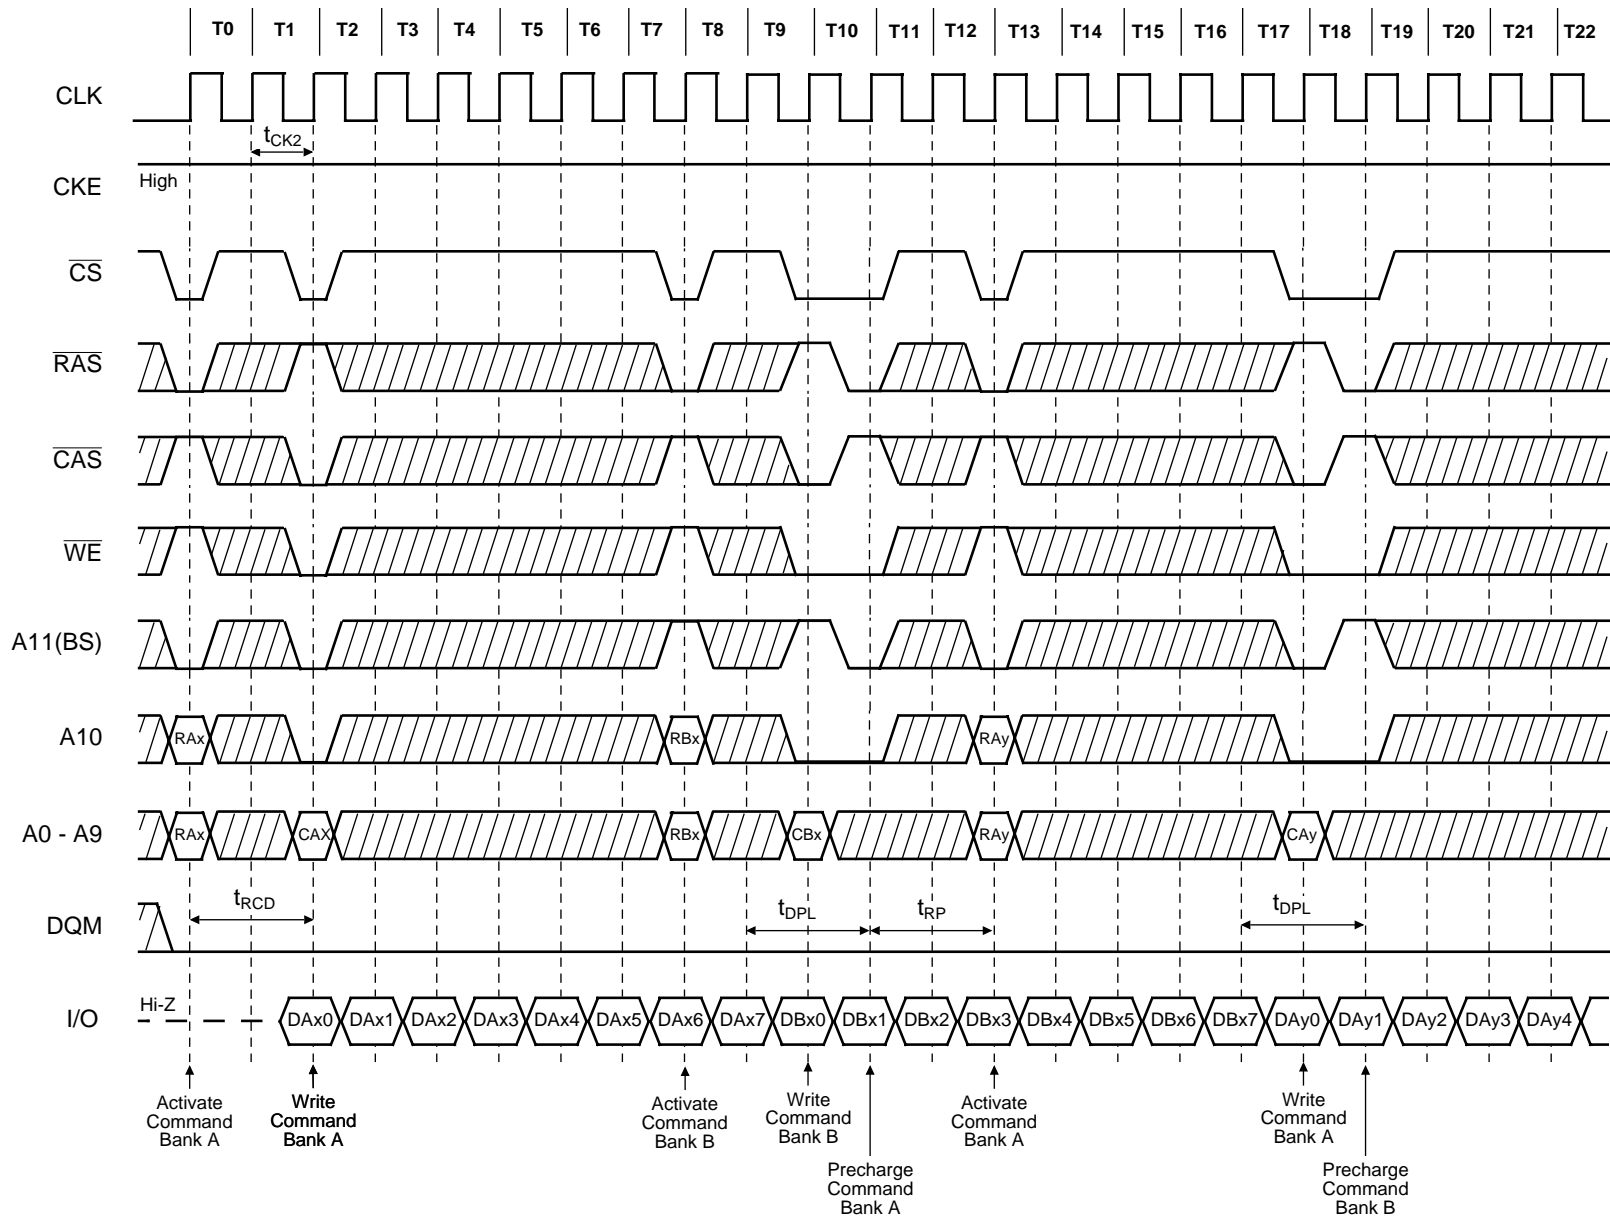 T0 T1 T2 T3 T4 T5 T6 T7 T8 T9 T10 T11 T12 T13 T14 T15 T16 T17 T18 T19 T20 T21 T22
CLK
tCK2
CKE
High
CS
RAS
CAS
WE
A11(BS)
A10
RAx RBx RAy
A0 - A9
RAx CAX RBx CBx RAy CAy
DQM
tRCD tDPL tRP tDPL
I/O
Hi-Z
DAx0 DAx1 DAx2 DAx3 DAx4 DAx5 DAx6 DAx7 DBx0 DBx1 DBx2 DBx3 DBx4 DBx5 DBx6 DBx7 DAy0 DAy1 DAy2 DAy3 DAy4
Activate
Command
Bank A
Write
Command
Bank A
Activate
Command
Bank B
Write
Command
Bank B
Precharge
Command
Bank A
Activate
Command
Bank A
Write
Command
Bank A
Precharge
Command
Bank B